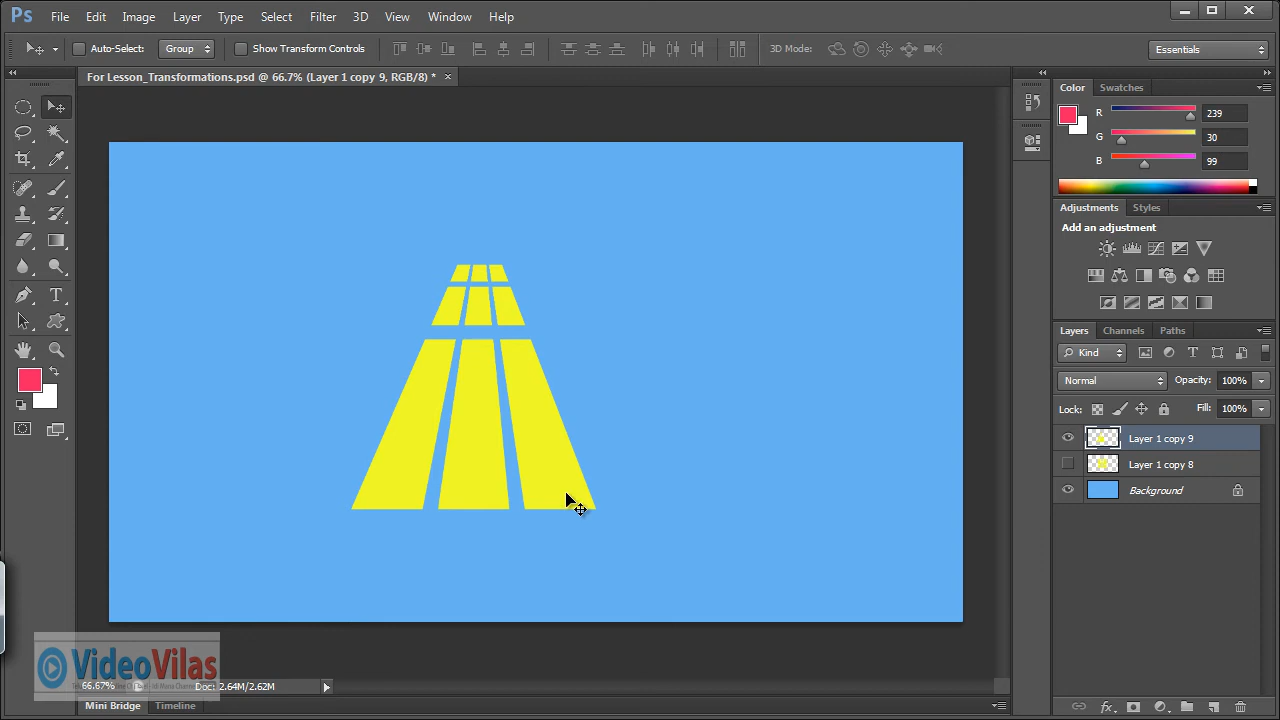 Ps File Edit Image Layer Type Select Filter 3D View Window Help
Auto-Select: Group Show Transform Controls 3D Mode: Essentials
For Lesson_Transformations.psd @ 66.7% (Layer 1 copy 9, RGB/8) * ×
Color Swatches
R 239
G 30
B 99
Adjustments Styles
Add an adjustment
Layers Channels Paths
Kind
Normal Opacity: 100%
Lock: Fill: 100%
Layer 1 copy 9
Layer 1 copy 8
Background
VideoVilas
66.67% Doc: 2.64M/2.62M
Mini Bridge Timeline